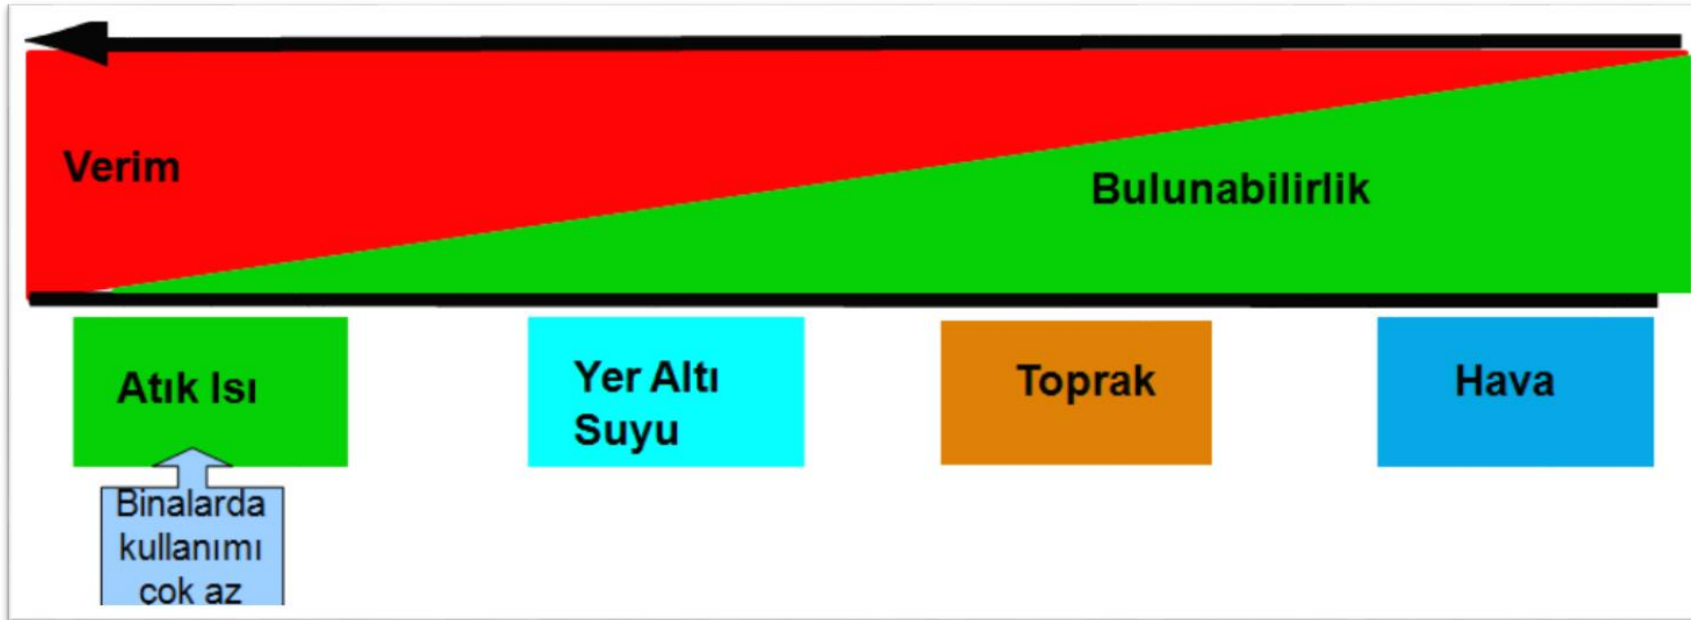 Verim
Bulunabilirlik
Atık Isı
Yer Altı
Suyu
Toprak
Hava
Binalarda
kullanımı
çok az